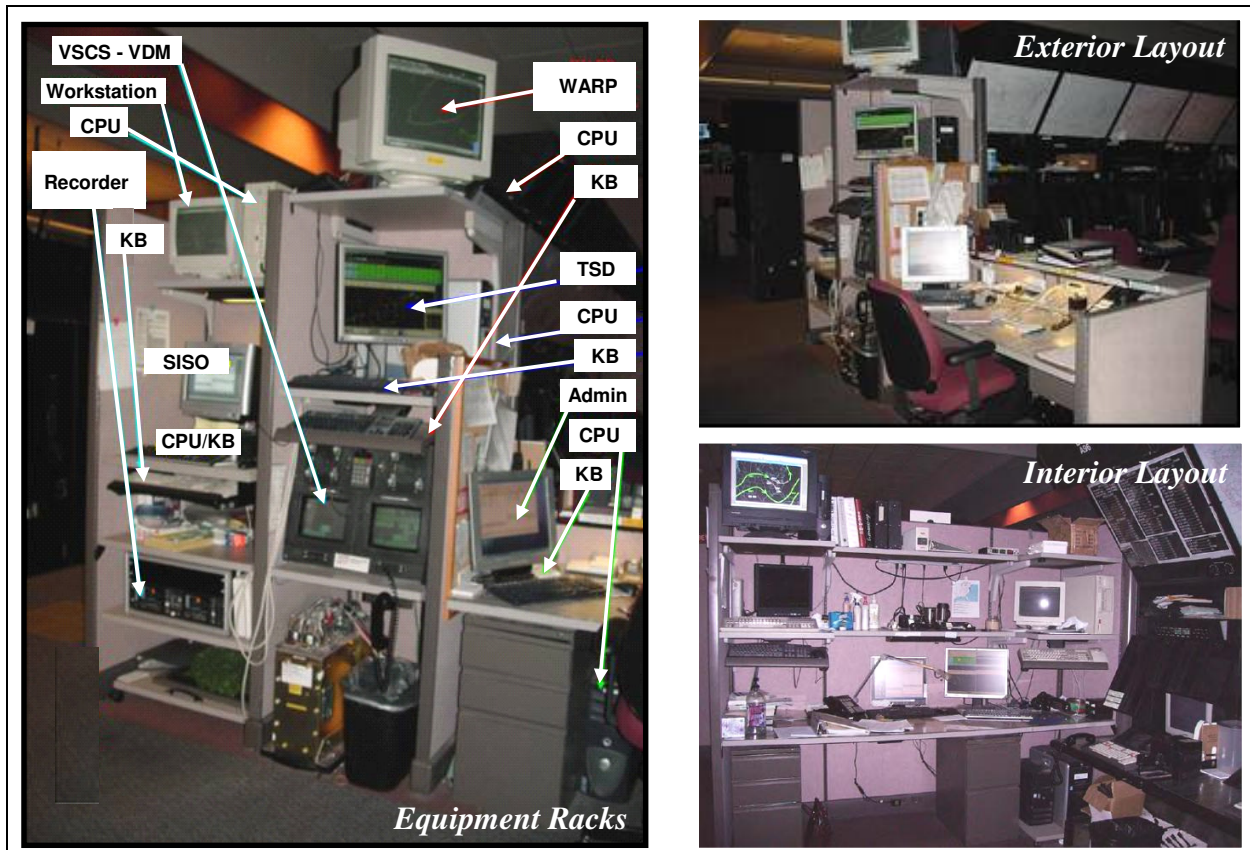 VSCS - VDM
Workstation
CPU
Recorder
KB
SISO
CPU/KB
WARP
CPU
KB
TSD
CPU
KB
Admin
CPU
KB
Equipment Racks
Exterior Layout
Interior Layout